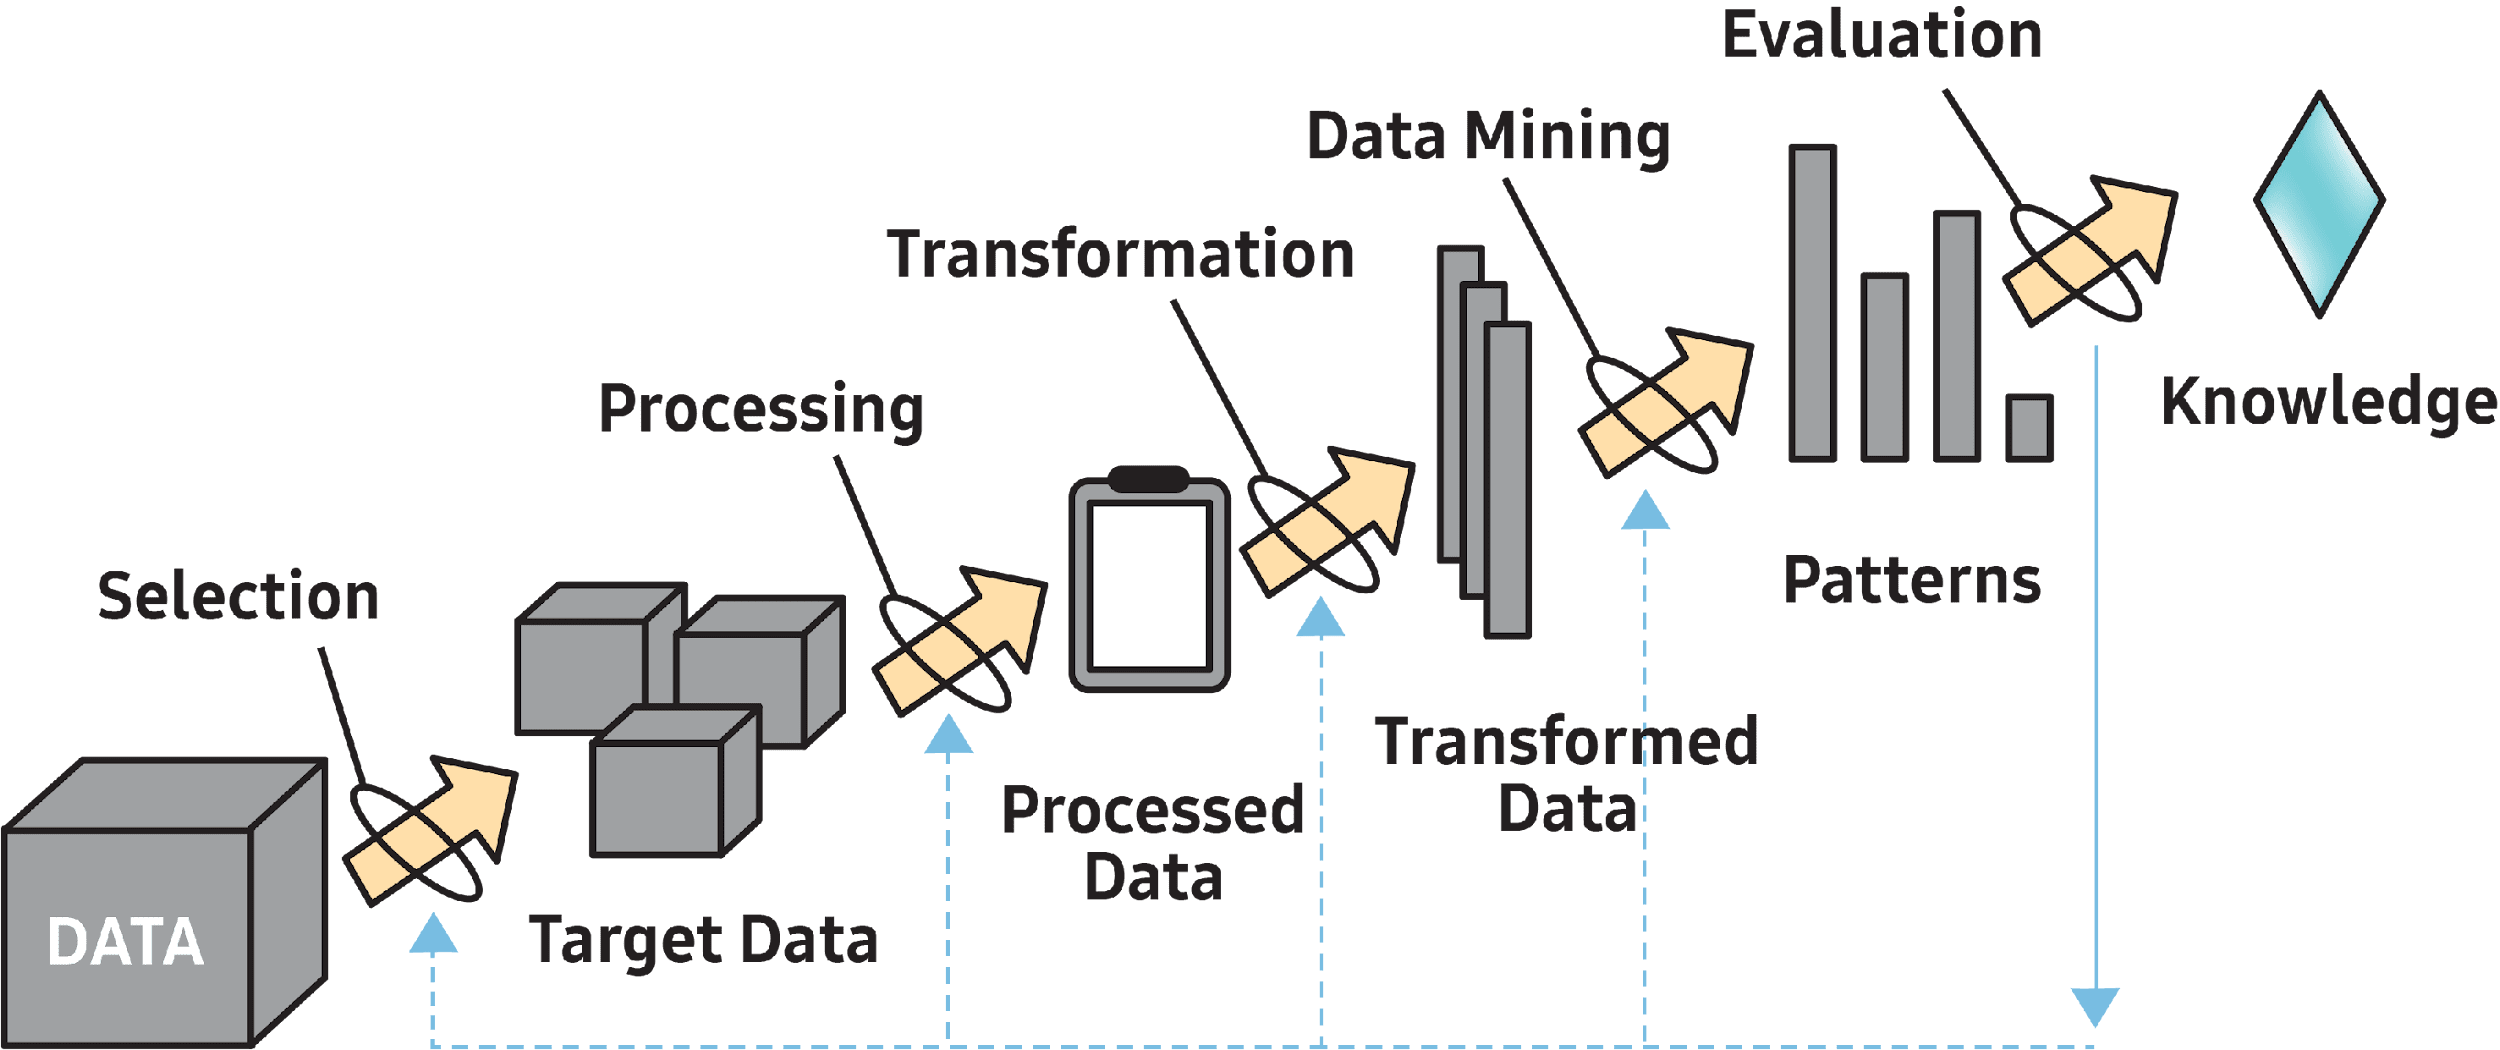 Evaluation
Data Mining
Transformation
Processing
Knowledge
Selection
Patterns
Transformed
Data
Processed
Data
Target Data
DATA